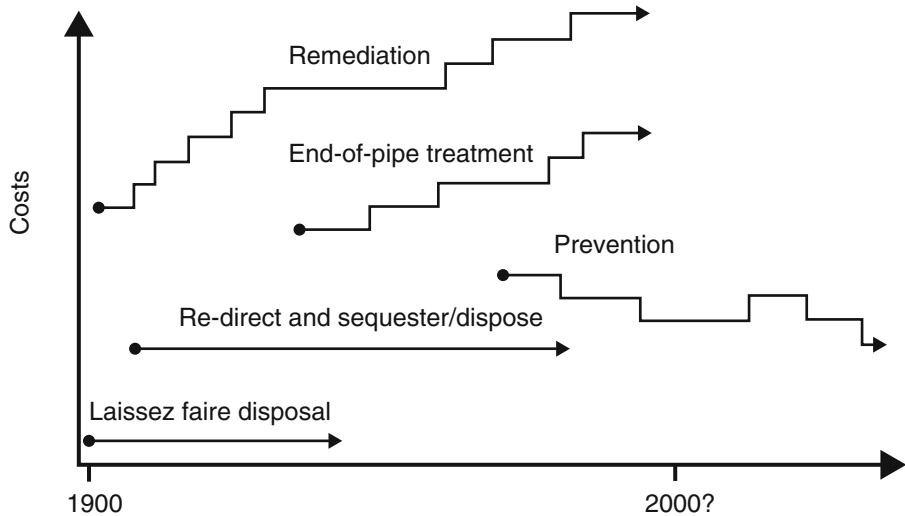 Remediation
End-of-pipe treatment
Prevention
Costs
Re-direct and sequester/dispose
Laissez faire disposal
1900
2000?